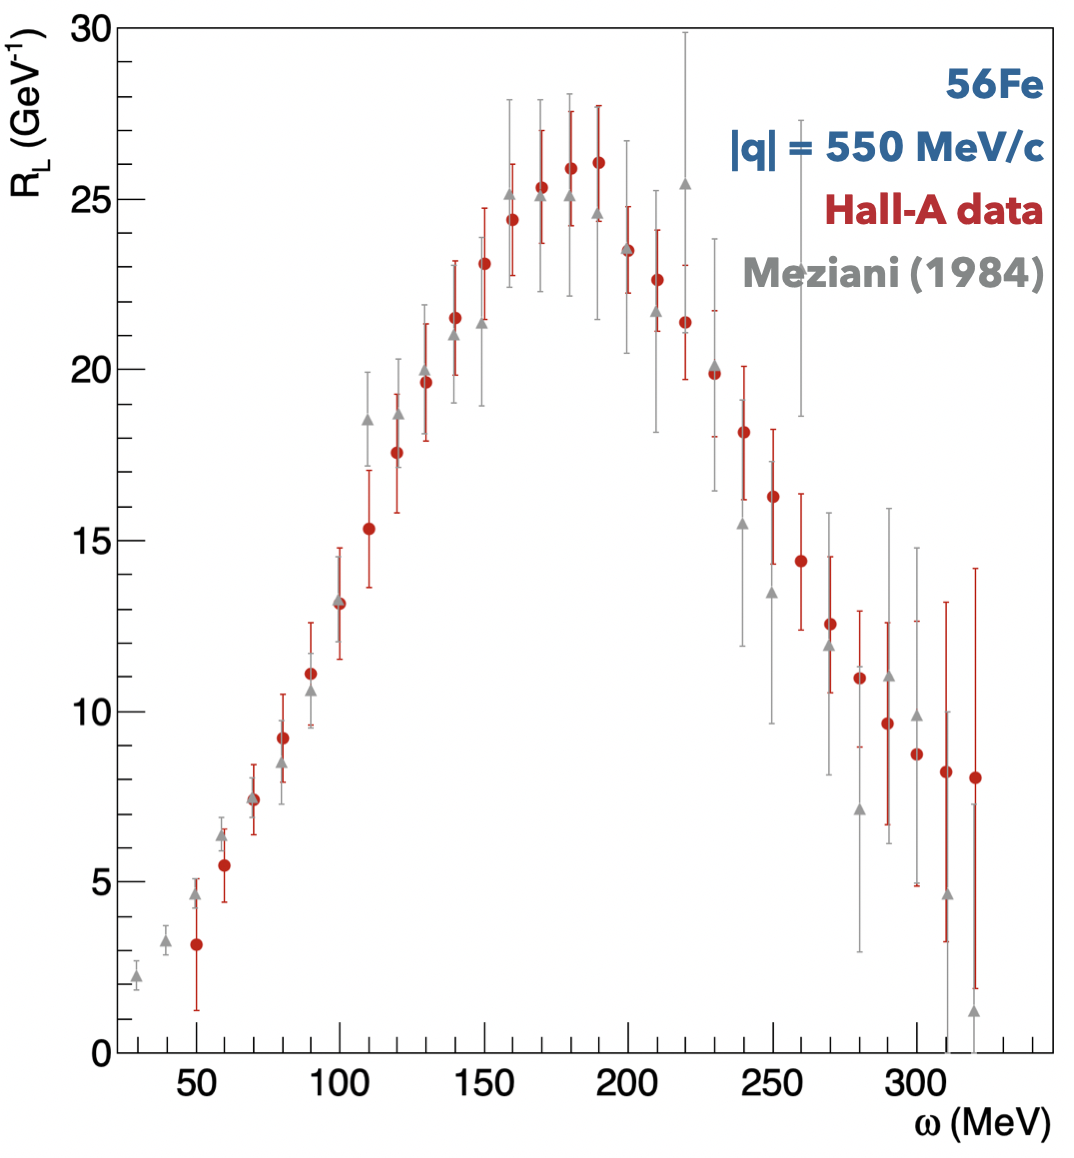 R_L (GeV⁻¹)
30
25
20
15
10
5
0
56Fe
|q| = 550 MeV/c
Hall-A data
Meziani (1984)
50 100 150 200 250 300
ω (MeV)